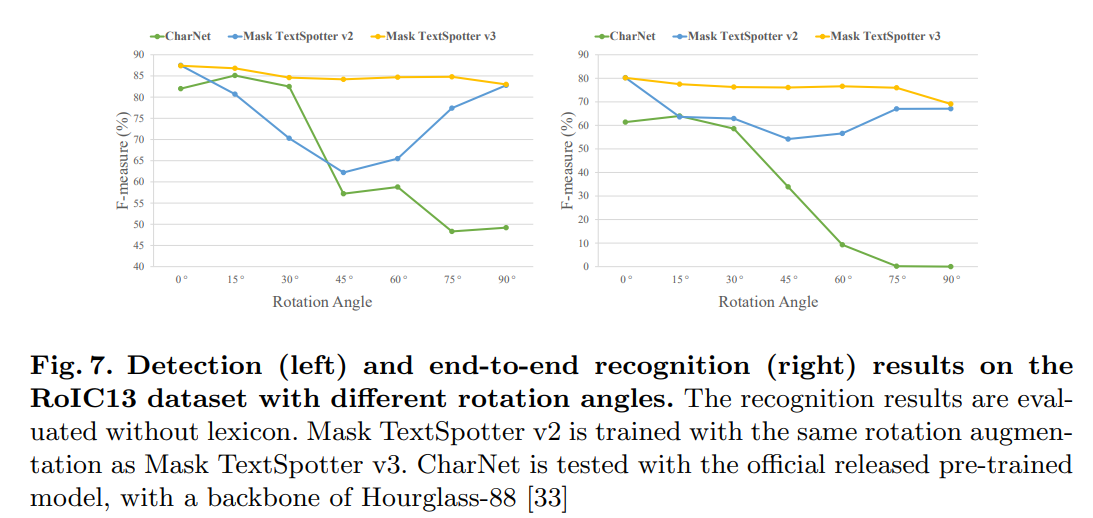 CharNet Mask TextSpotter v2 Mask TextSpotter v3
90
85
80
75
70
65
60
55
50
45
40
F-measure (%)
0° 15° 30° 45° 60° 75° 90°
Rotation Angle
CharNet Mask TextSpotter v2 Mask TextSpotter v3
90
80
70
60
50
40
30
20
10
0
F-measure (%)
0° 15° 30° 45° 60° 75° 90°
Rotation Angle
Fig. 7. Detection (left) and end-to-end recognition (right) results on the
RoIC13 dataset with different rotation angles. The recognition results are eval-
uated without lexicon. Mask TextSpotter v2 is trained with the same rotation augmen-
tation as Mask TextSpotter v3. CharNet is tested with the official released pre-trained
model, with a backbone of Hourglass-88 [33]